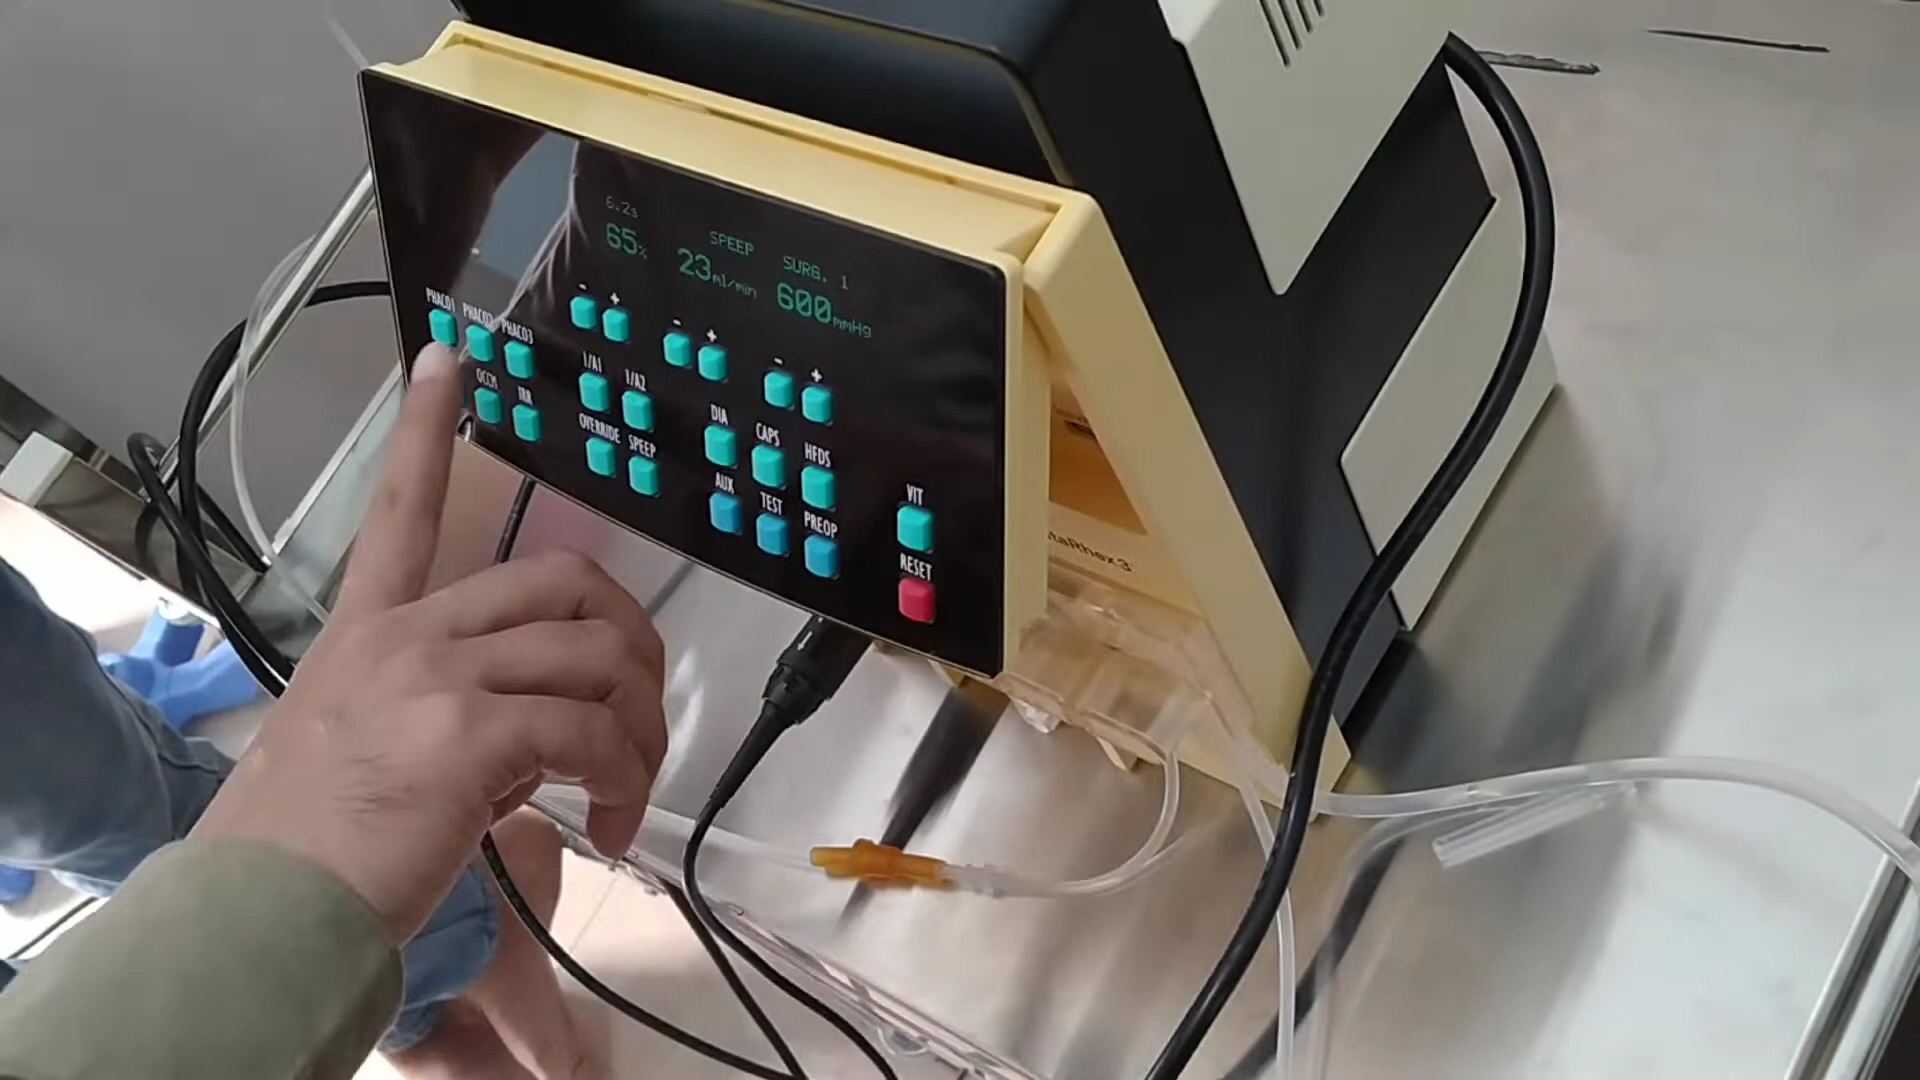 6.2s
65%
SPEEP
23ml/min
SURG. 1
600mmHg
PHACO1 PHACO2 PHACO3
- +
- +
- +
OCCM IRR
I/A1 I/A2
OVERRIDE SPEEP
DIA CAPS HFDS
AUX TEST PREOP
VIT
RESET
taRhex3